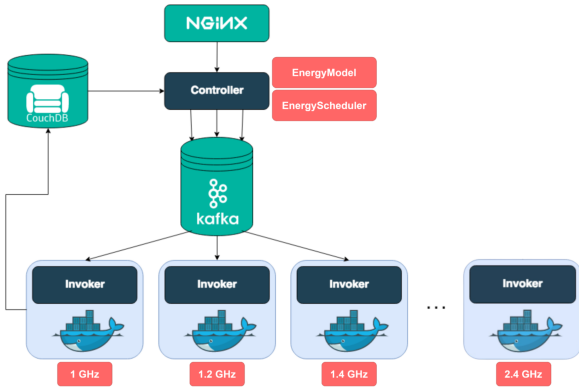 NGINX
EnergyModel
Controller
EnergyScheduler
CouchDB
kafka
Invoker
Invoker
Invoker
Invoker
...
1 GHz
1.2 GHz
1.4 GHz
2.4 GHz